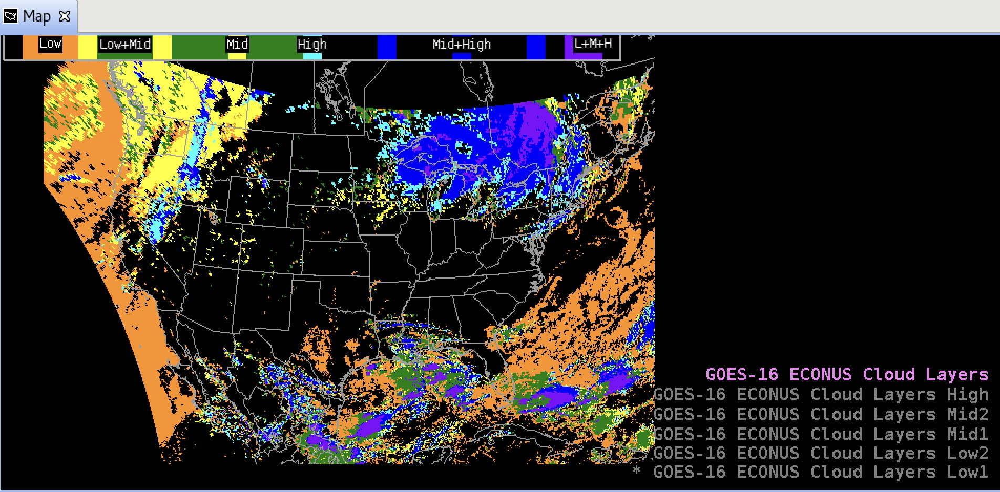 Map
Low Low+Mid Mid High Mid+High L+M+H
GOES-16 ECONUS Cloud Layers
GOES-16 ECONUS Cloud Layers High
GOES-16 ECONUS Cloud Layers Mid2
GOES-16 ECONUS Cloud Layers Mid1
GOES-16 ECONUS Cloud Layers Low2
* GOES-16 ECONUS Cloud Layers Low1